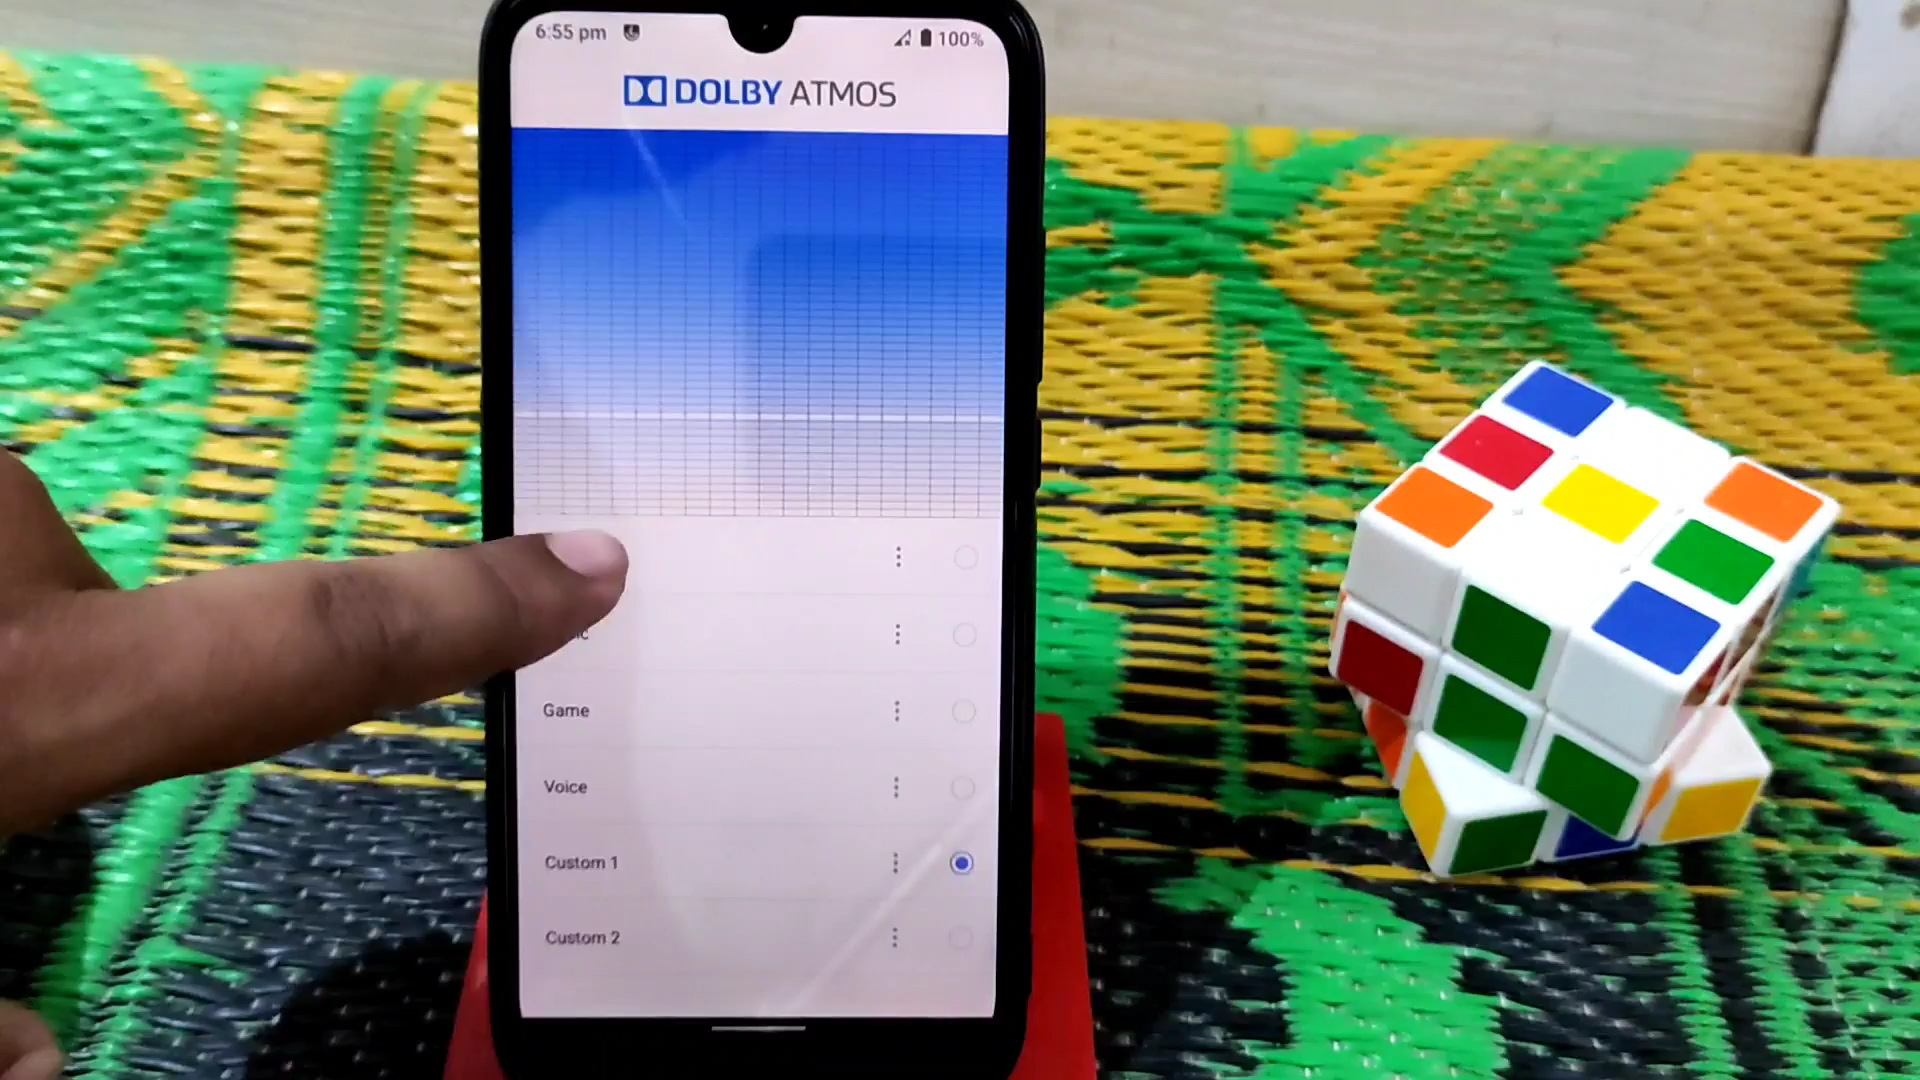 6:55 pm 100%
DOLBY ATMOS
Game
Voice
Custom 1
Custom 2